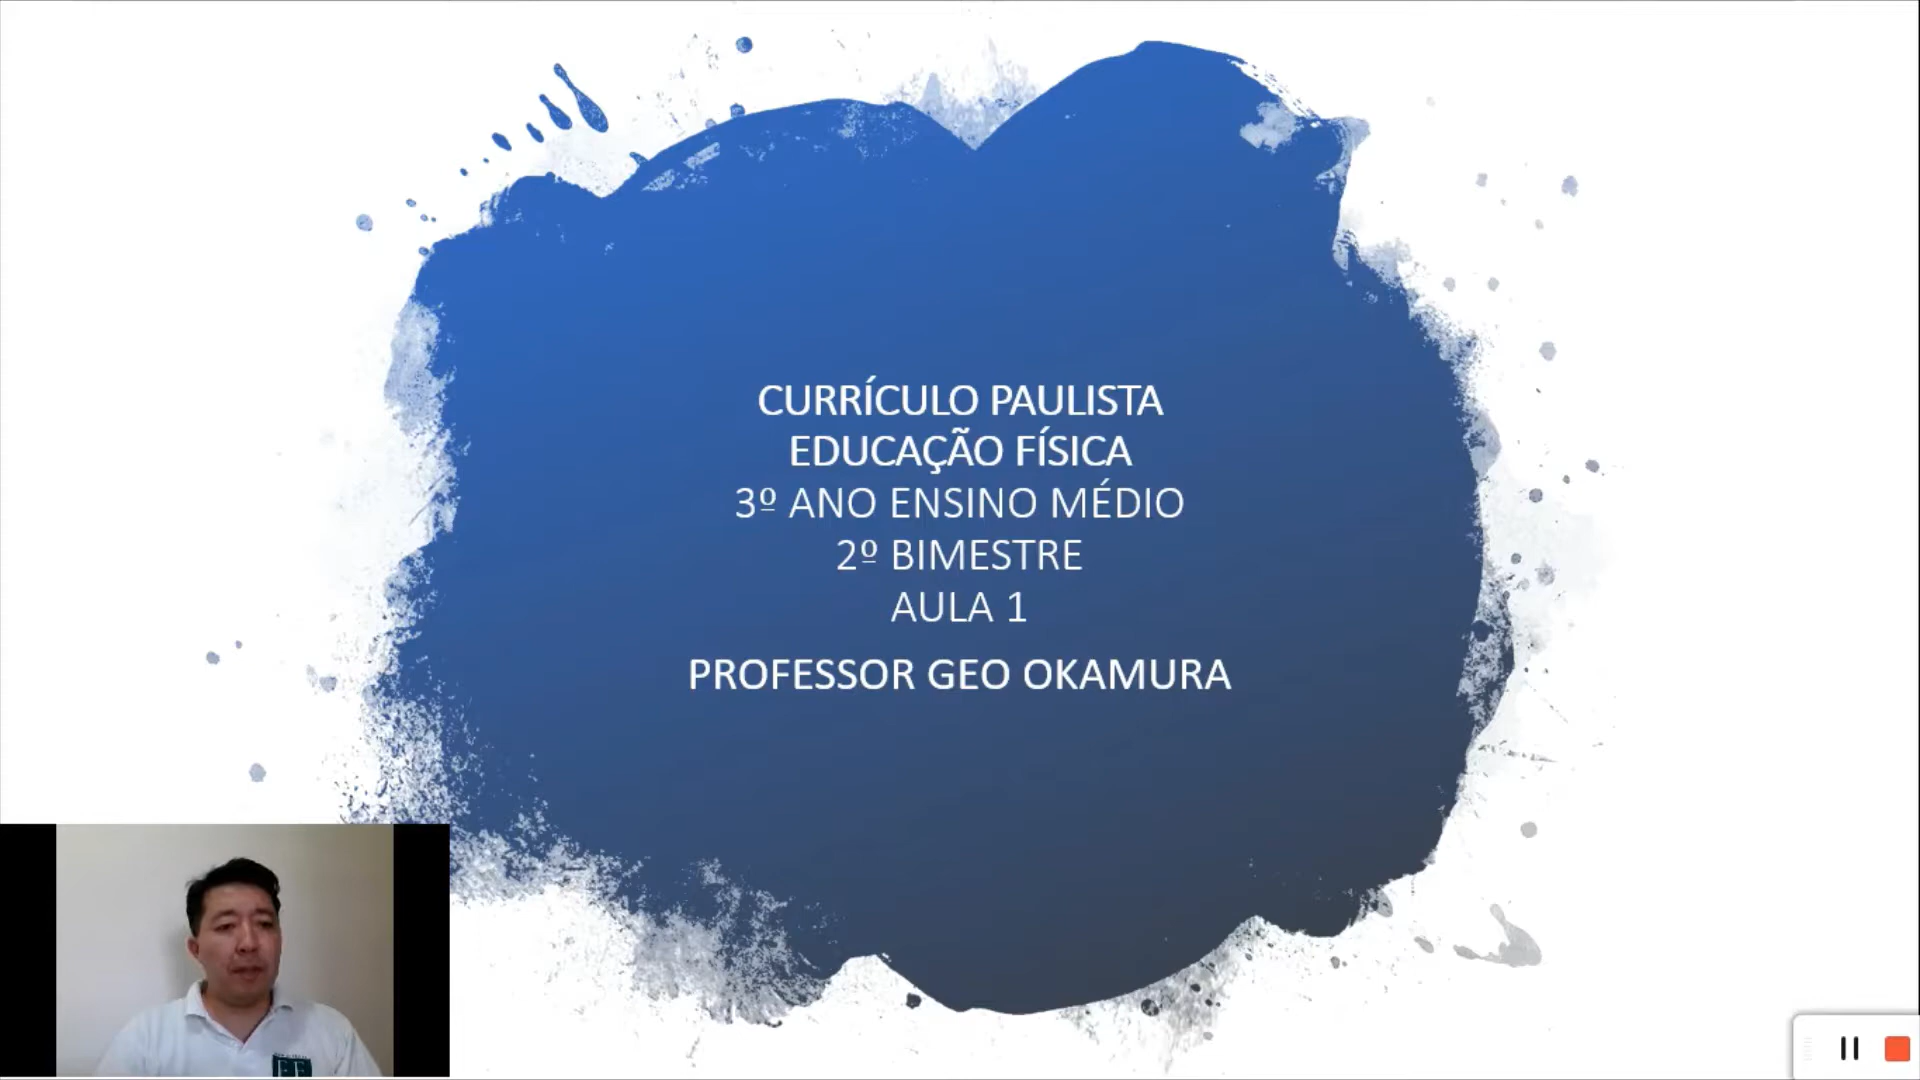 CURRÍCULO PAULISTA
EDUCAÇÃO FÍSICA
3º ANO ENSINO MÉDIO
2º BIMESTRE
AULA 1
PROFESSOR GEO OKAMURA